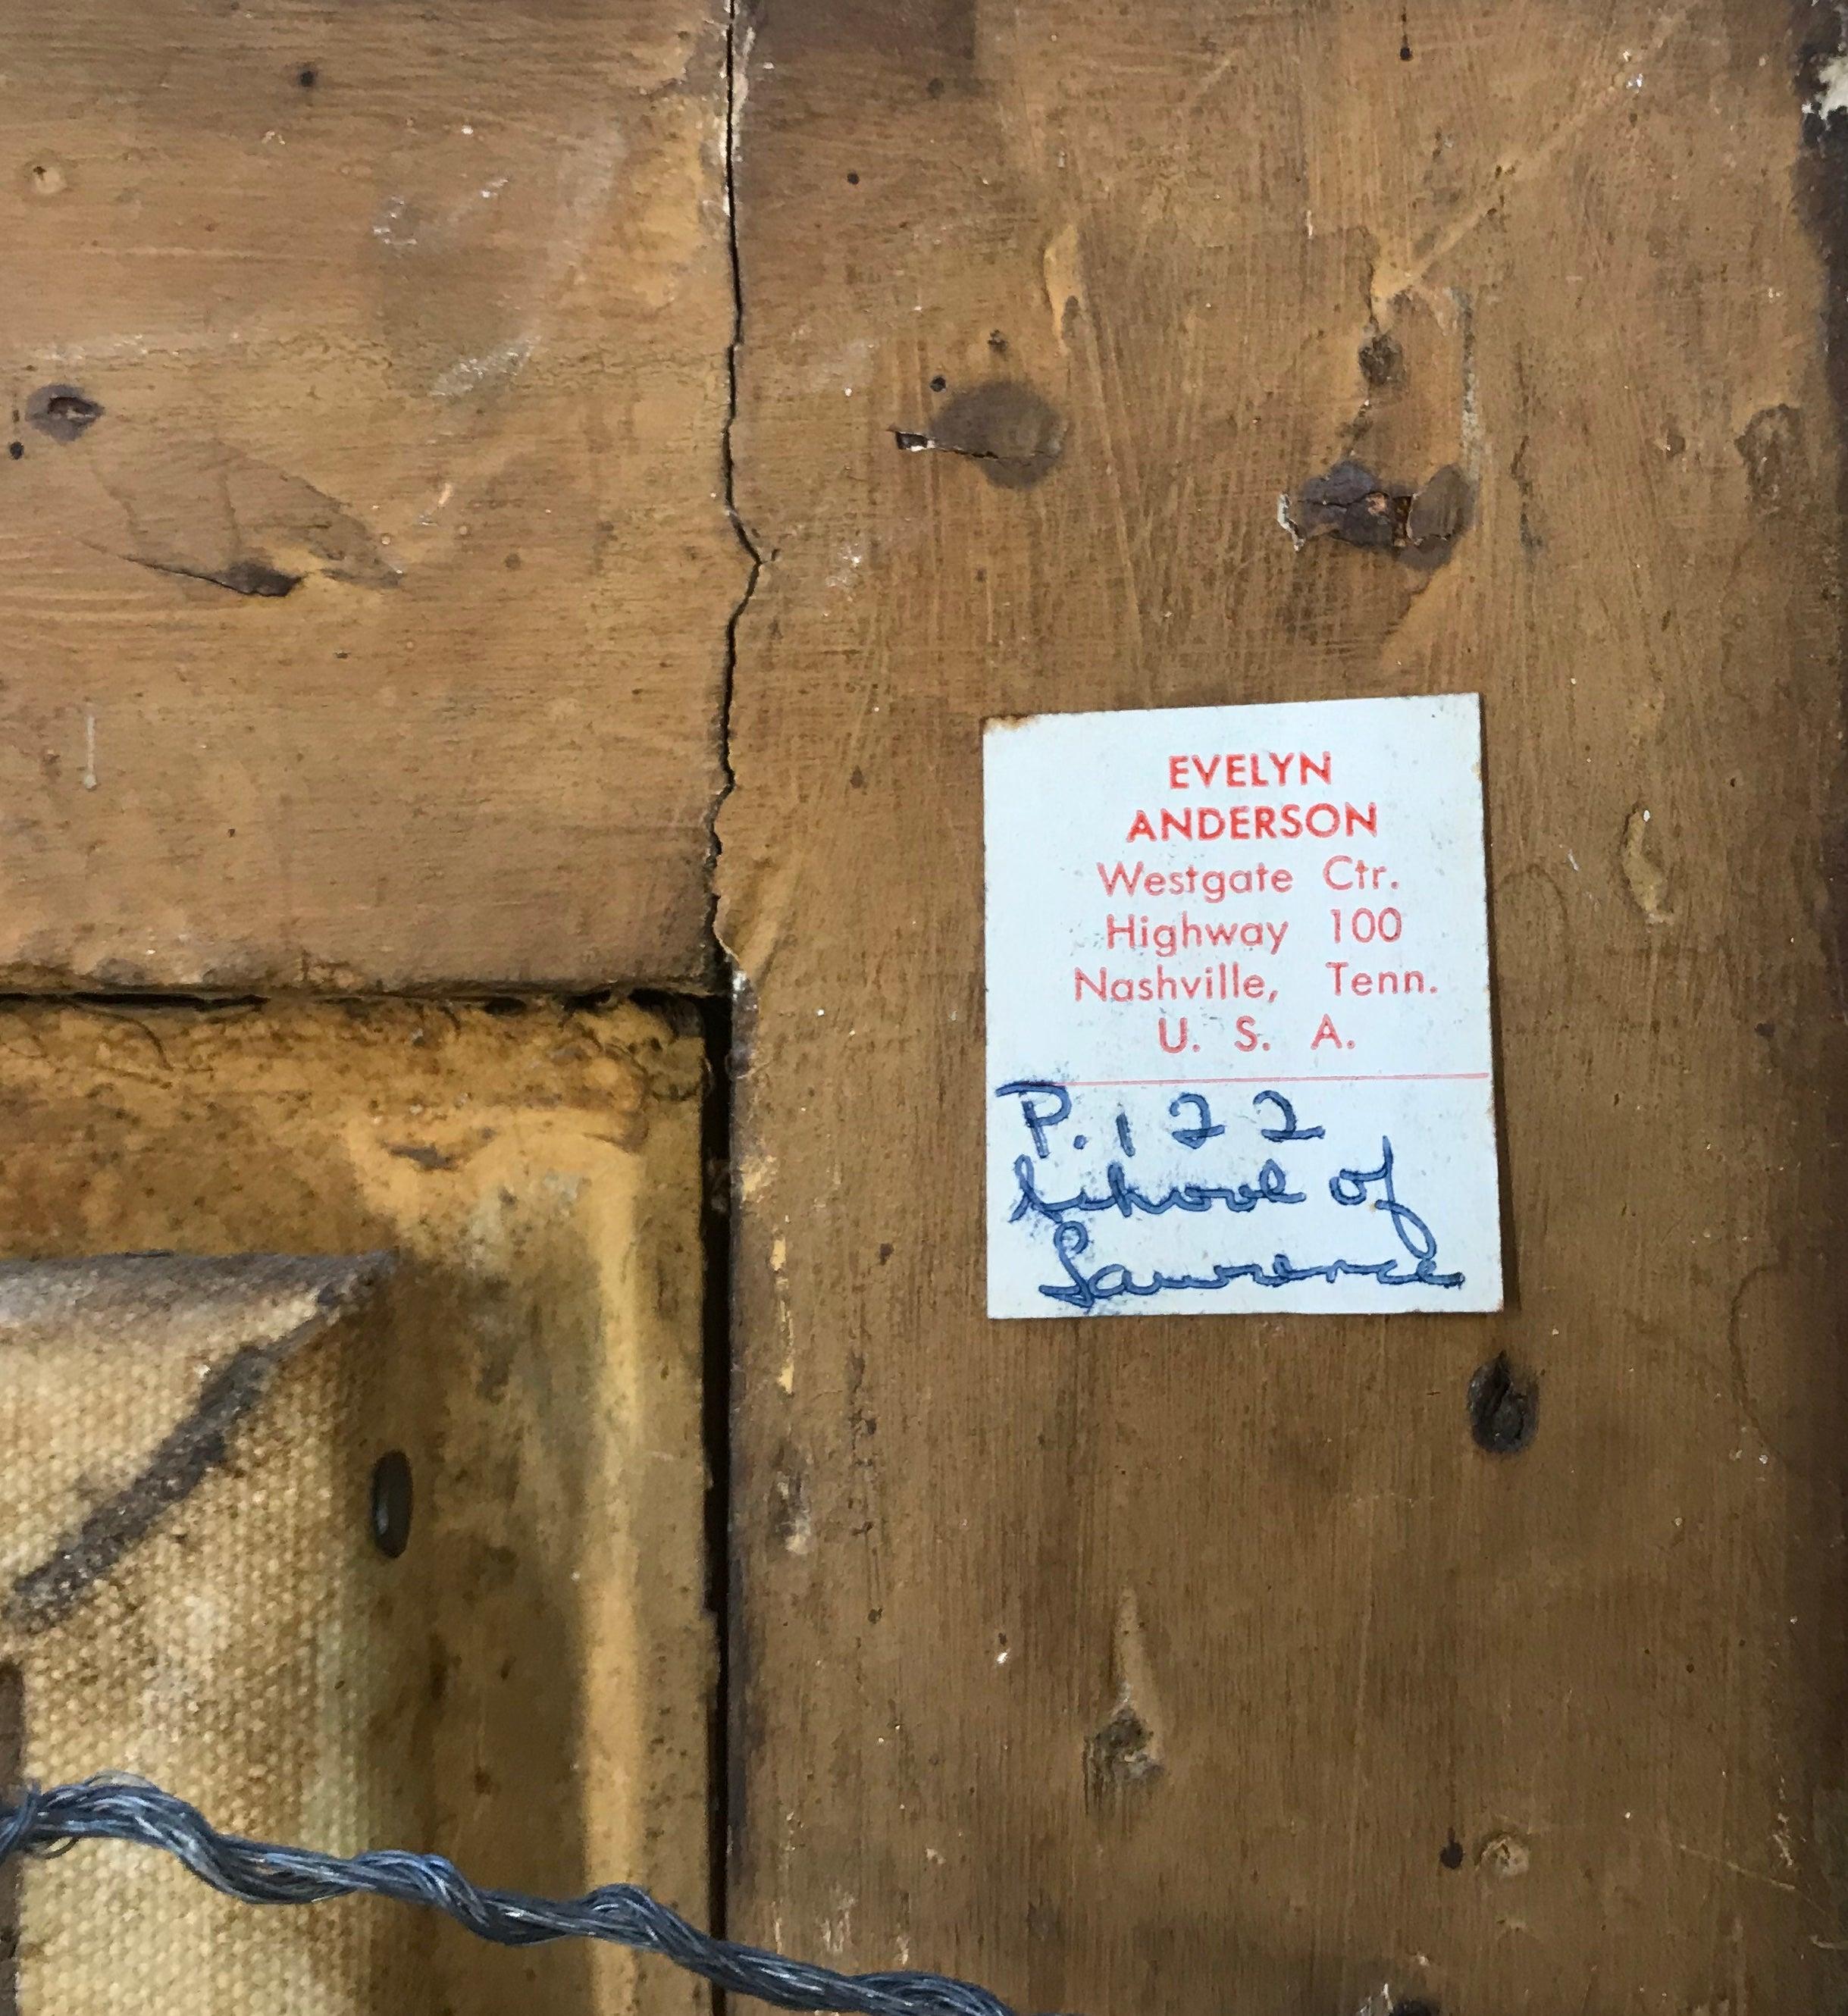 EVELYN
ANDERSON
Westgate Ctr.
Highway 100
Nashville, Tenn.
U. S. A.
P. 122
School of
Lawrence